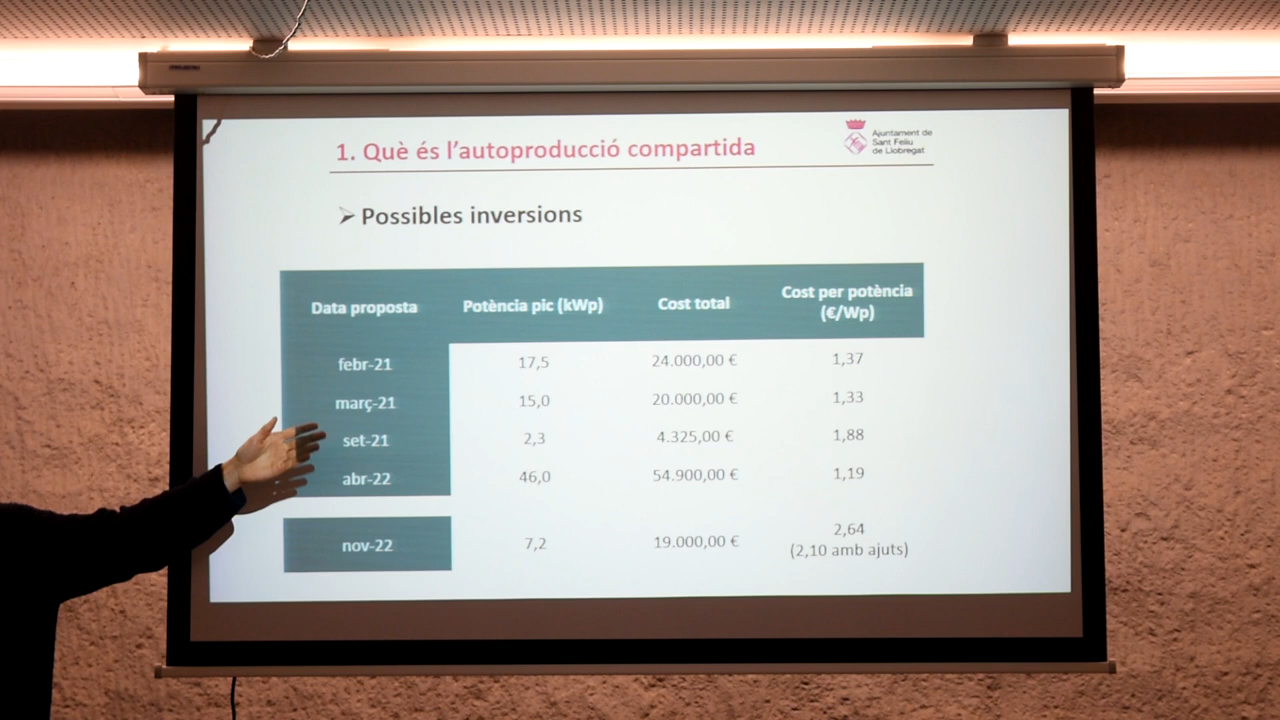 1. Què és l'autoproducció compartida
Ajuntament de
Sant Feliu
de Llobregat
➢ Possibles inversions
Data proposta Potència pic (kWp) Cost total Cost per potència (€/Wp)
febr-21 17,5 24.000,00 € 1,37
març-21 15,0 20.000,00 € 1,33
set-21 2,3 4.325,00 € 1,88
abr-22 46,0 54.900,00 € 1,19
nov-22 7,2 19.000,00 € 2,64
(2,10 amb ajuts)